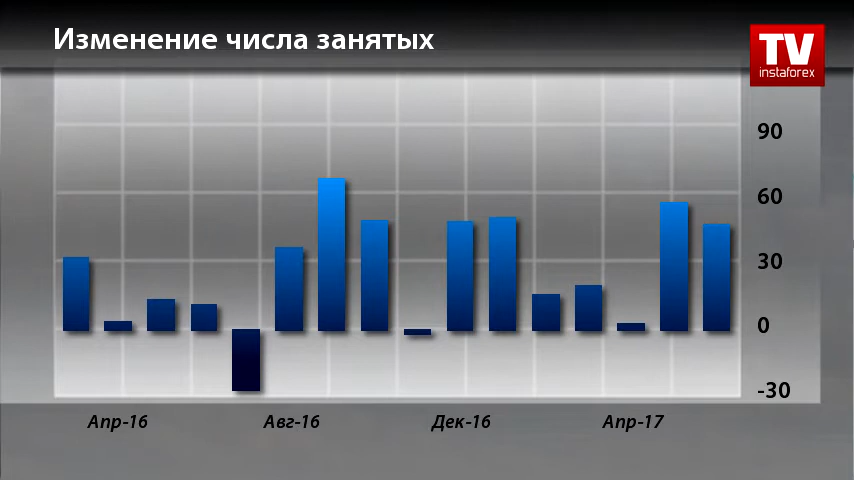 Изменение числа занятых
TV
instaforex
90
60
30
0
-30
Апр-16
Авг-16
Дек-16
Апр-17